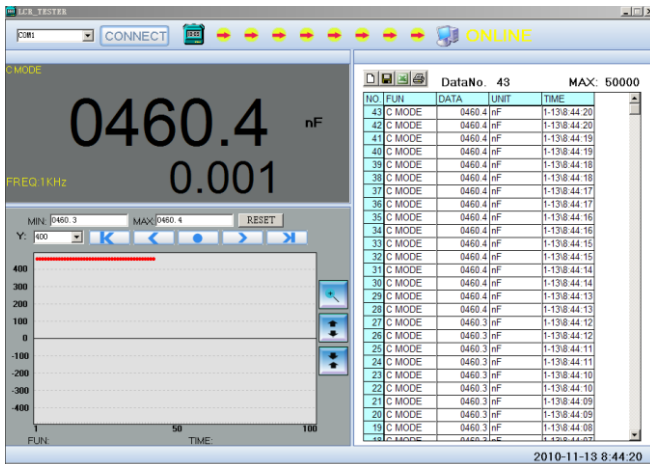 LCR_TESTER
COM1 CONNECT ONLINE
C MODE
0460.4 nF
FREQ:1KHz 0.001
MIN: 0460.3 MAX: 0460.4 RESET
Y: 400
400
300
200
100
0
-100
-200
-300
-400
1 50 100
FUN: TIME:
DataNo. 43 MAX: 50000
NO. FUN DATA UNIT TIME
43 C MODE 0460.4 nF 1-13\8:44:20
42 C MODE 0460.4 nF 1-13\8:44:20
41 C MODE 0460.4 nF 1-13\8:44:19
40 C MODE 0460.4 nF 1-13\8:44:19
39 C MODE 0460.4 nF 1-13\8:44:18
38 C MODE 0460.4 nF 1-13\8:44:18
37 C MODE 0460.4 nF 1-13\8:44:17
36 C MODE 0460.4 nF 1-13\8:44:17
35 C MODE 0460.4 nF 1-13\8:44:16
34 C MODE 0460.4 nF 1-13\8:44:16
33 C MODE 0460.4 nF 1-13\8:44:15
32 C MODE 0460.4 nF 1-13\8:44:15
31 C MODE 0460.4 nF 1-13\8:44:14
30 C MODE 0460.4 nF 1-13\8:44:14
29 C MODE 0460.4 nF 1-13\8:44:13
28 C MODE 0460.4 nF 1-13\8:44:13
27 C MODE 0460.3 nF 1-13\8:44:12
26 C MODE 0460.3 nF 1-13\8:44:12
25 C MODE 0460.3 nF 1-13\8:44:11
24 C MODE 0460.3 nF 1-13\8:44:11
23 C MODE 0460.3 nF 1-13\8:44:10
22 C MODE 0460.3 nF 1-13\8:44:10
21 C MODE 0460.3 nF 1-13\8:44:09
20 C MODE 0460.3 nF 1-13\8:44:09
19 C MODE 0460.3 nF 1-13\8:44:08
18 C MODE 0460.3 nF 1-13\8:44:07
2010-11-13 8:44:20